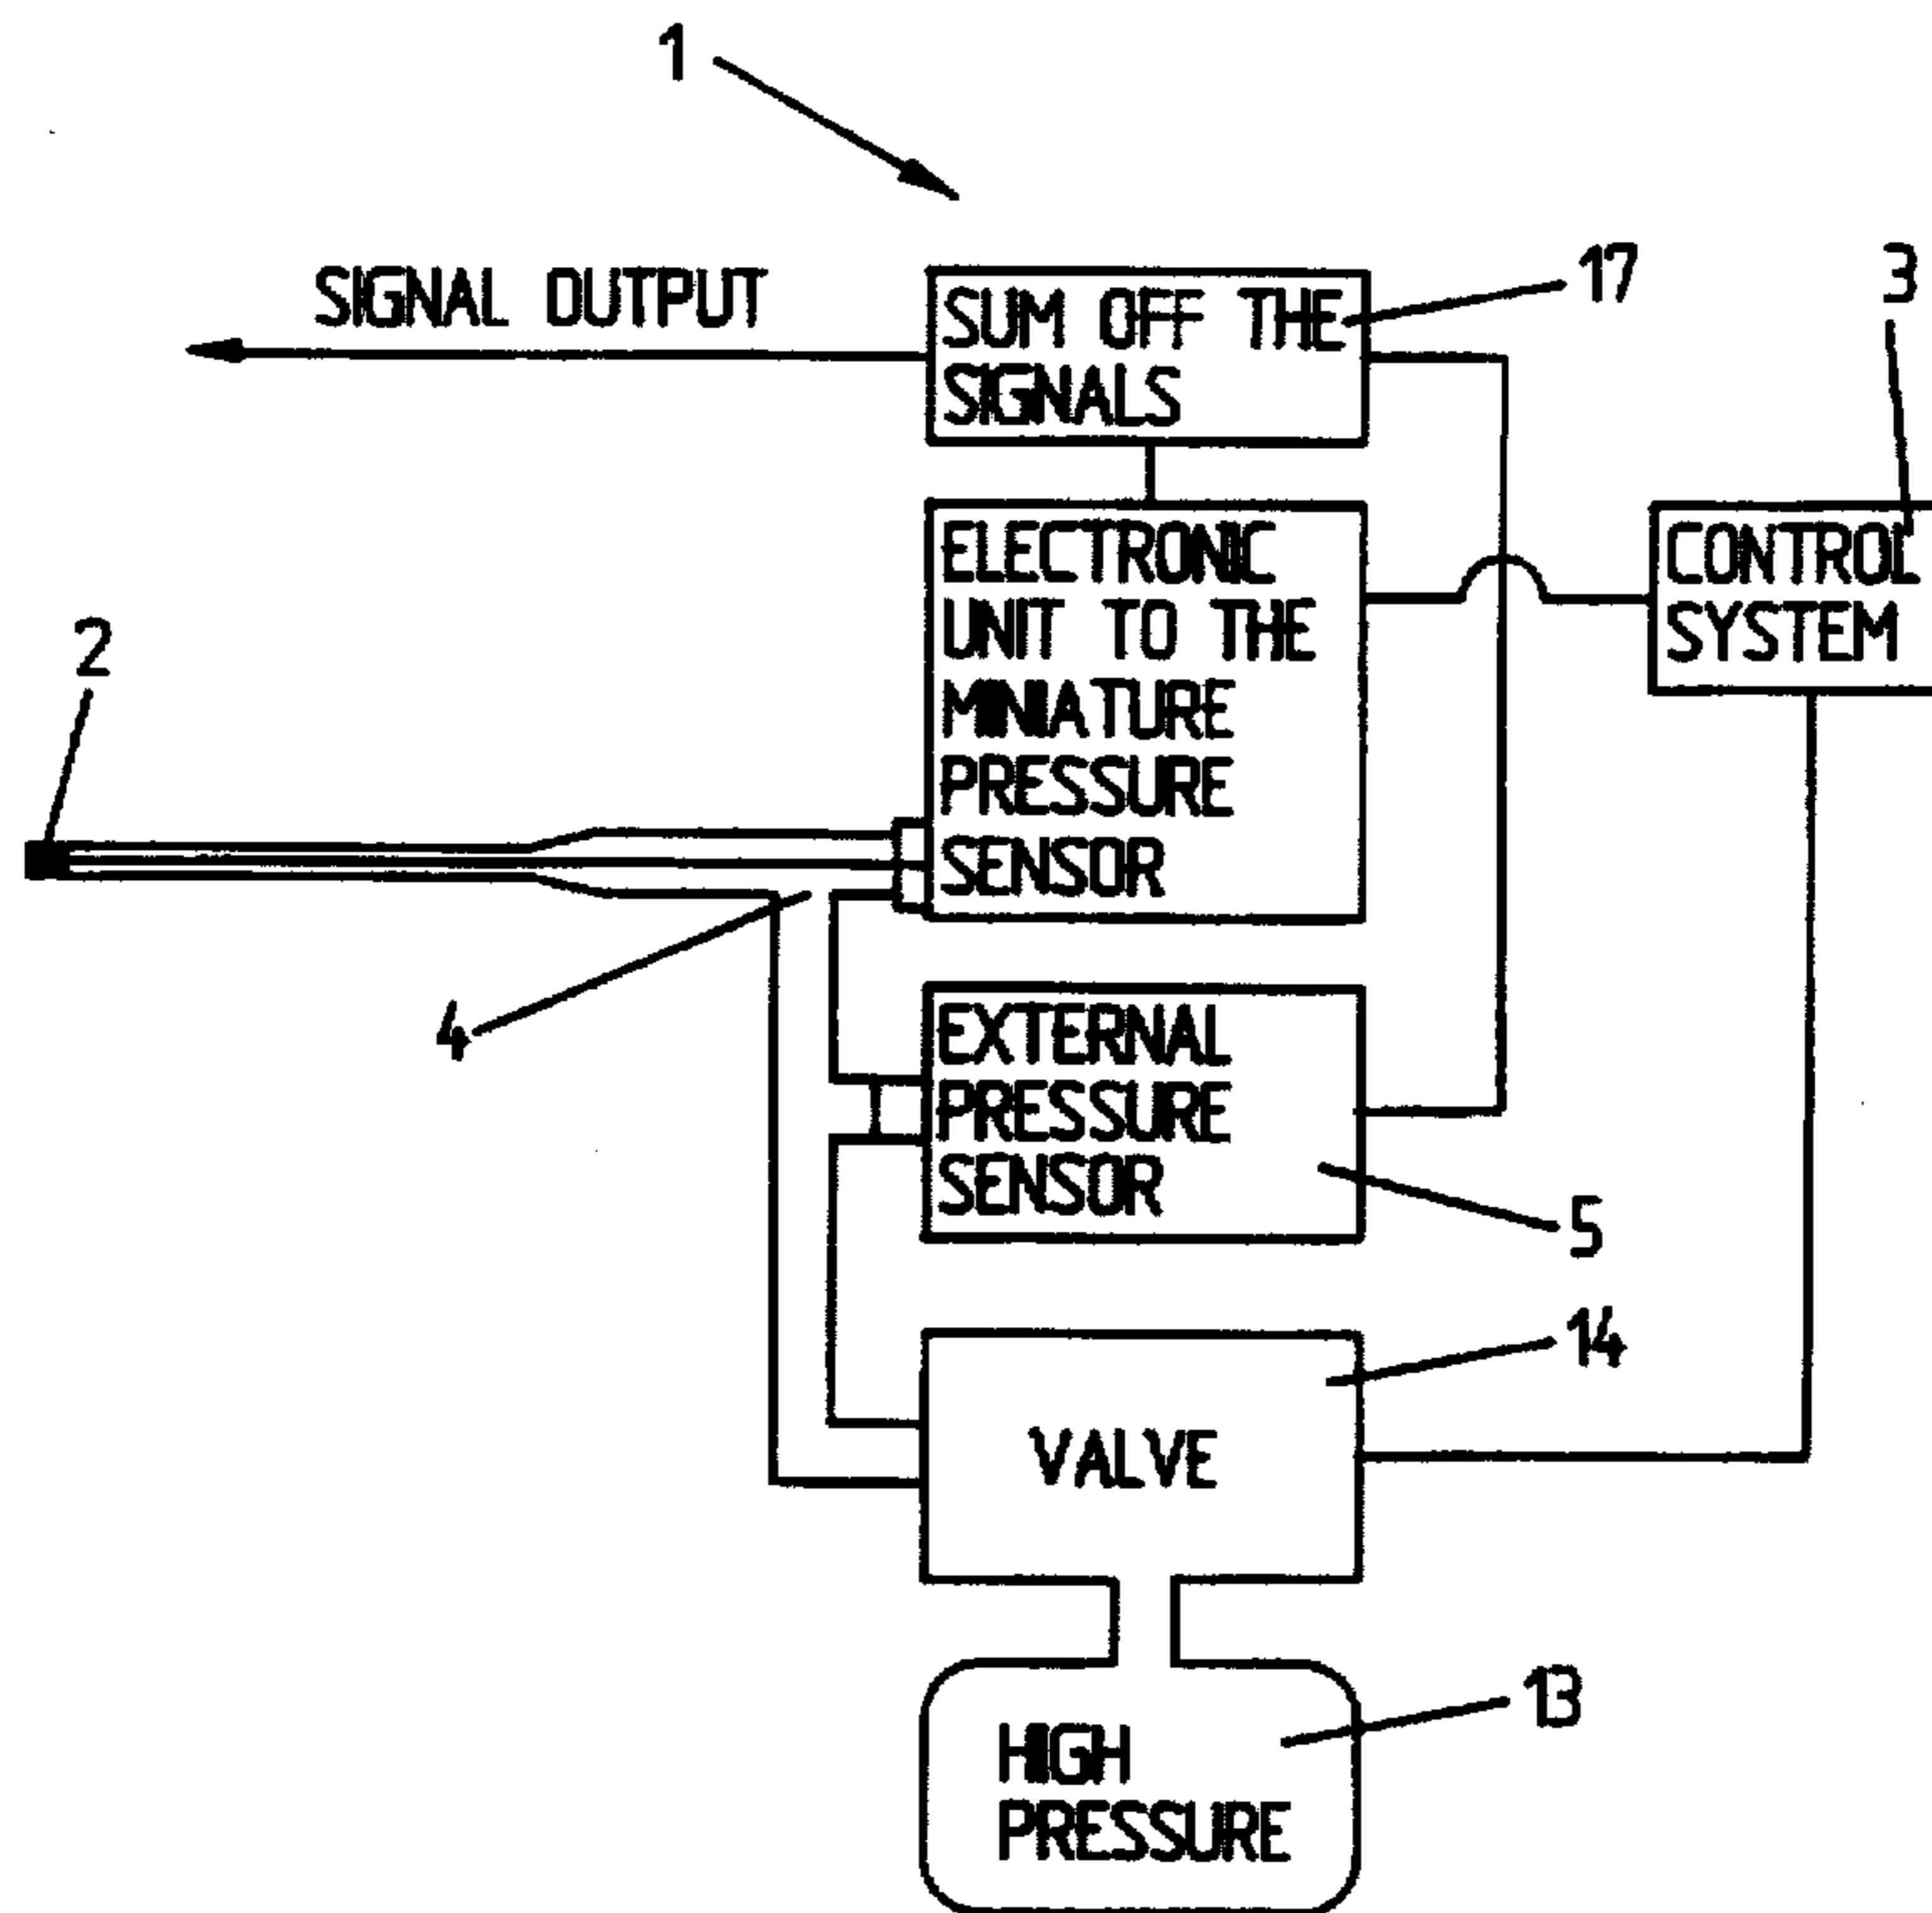 1
SIGNAL OUTPUT
SUM OFF THE
SIGNALS
17
3
ELECTRONIC
UNIT TO THE
MINIATURE
PRESSURE
SENSOR
CONTROL
SYSTEM
2
4
EXTERNAL
PRESSURE
SENSOR
5
14
VALVE
13
HIGH
PRESSURE